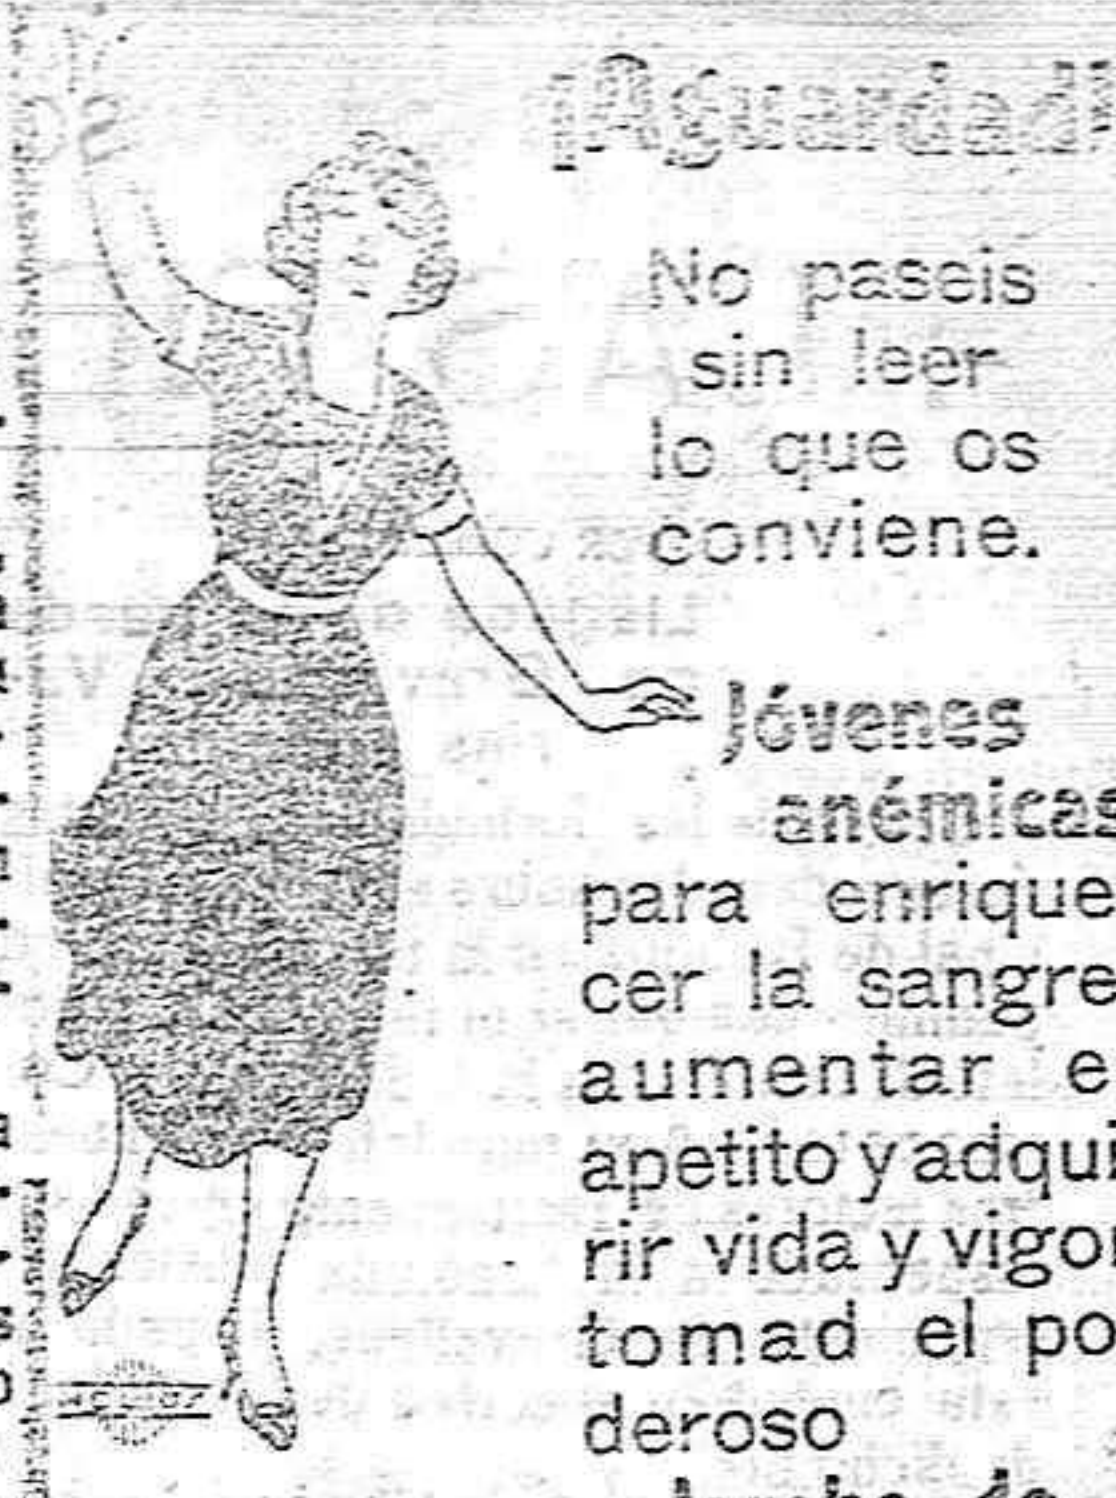 ¡Aguardad!
No paseis
sin leer
lo que os
conviene.
Jóvenes
anémicas
para enrique
cer la sangre
aumentar e
apetito y adqui
rir vida y vigor
tomad el po
deroso